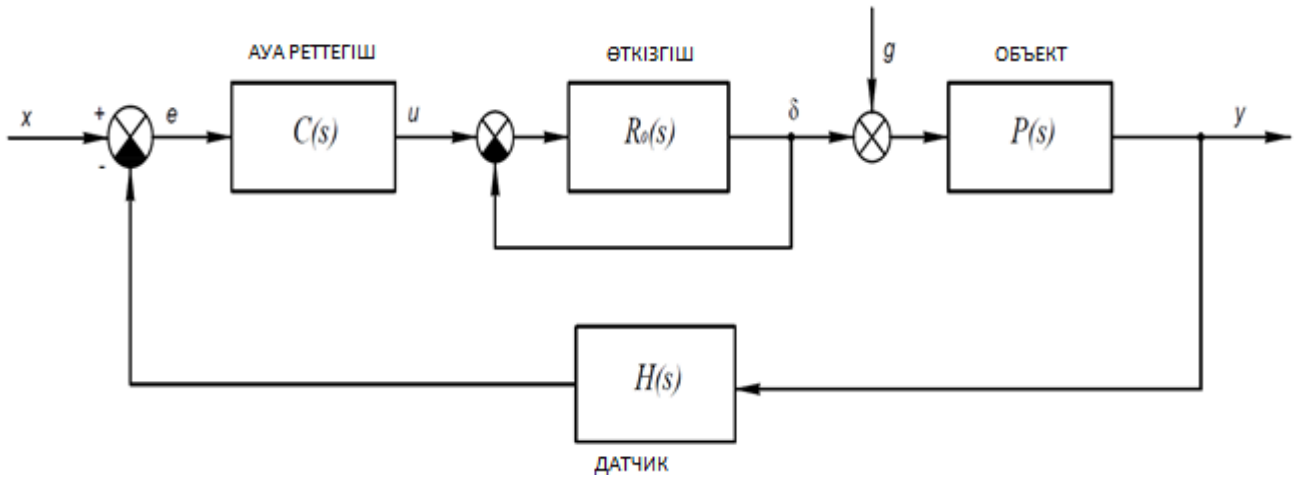 АУА РЕТТЕГІШ
ӨТКІЗГІШ
g
ОБЪЕКТ
x
+
-
e
C(s)
u
R₀(s)
δ
P(s)
y
H(s)
ДАТЧИК